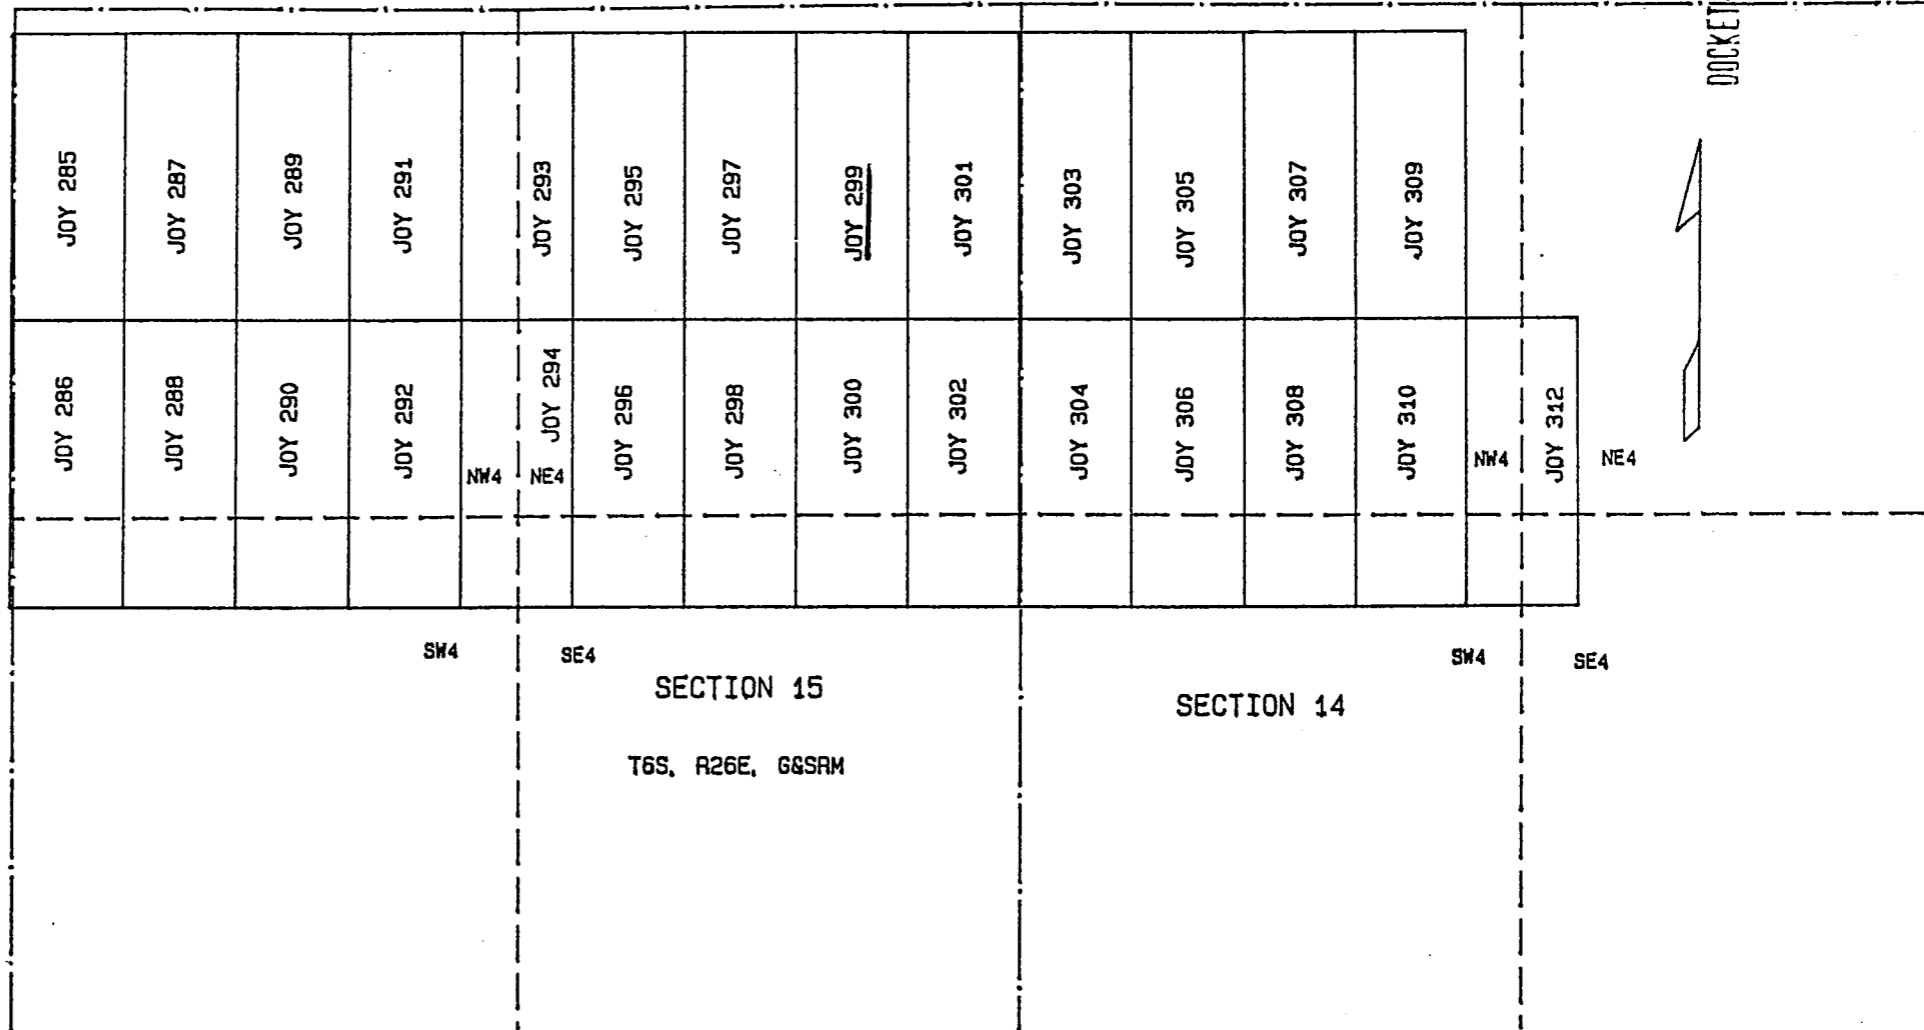 DOCKET
JOY 285
JOY 287
JOY 289
JOY 291
JOY 293
JOY 295
JOY 297
JOY 299
JOY 301
JOY 303
JOY 305
JOY 307
JOY 309
JOY 286
JOY 288
JOY 290
JOY 292
JOY 294
JOY 296
JOY 298
JOY 300
JOY 302
JOY 304
JOY 306
JOY 308
JOY 310
JOY 312
NW4
NE4
NW4
NE4
SW4
SE4
SW4
SE4
SECTION 15
SECTION 14
T6S, R26E, G&SRM